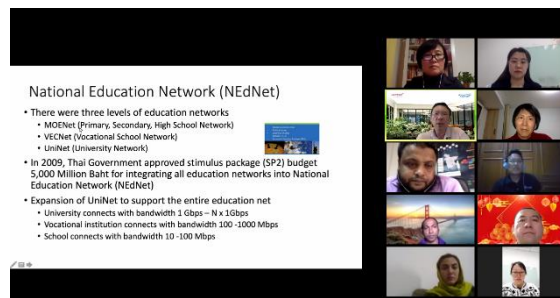 National Education Network (NEdNet)
• There were three levels of education networks
• MOENet (Primary, Secondary, High School Network)
• VECNet (Vocational School Network)
• UniNet (University Network)
• In 2009, Thai Government approved stimulus package (SP2) budget
5,000 Million Baht for integrating all education networks into National
Education Network (NEdNet)
• Expansion of UniNet to support the entire education net
• University connects with bandwidth 1 Gbps – N x 1Gbps
• Vocational institution connects with bandwidth 100 -1000 Mbps
• School connects with bandwidth 10 -100 Mbps